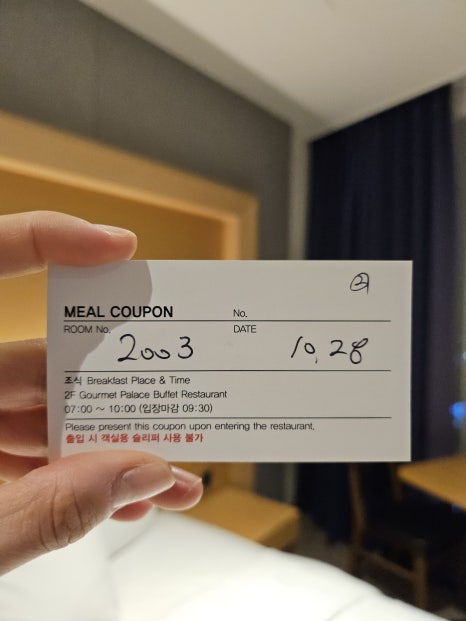 MEAL COUPON No.
ROOM No. 2003 DATE 10.28
조식 Breakfast Place & Time
2F Gourmet Palace Buffet Restaurant
07:00 ~ 10:00 (입장마감 09:30)
Please present this coupon upon entering the restaurant.
출입 시 객실용 슬리퍼 사용 불가